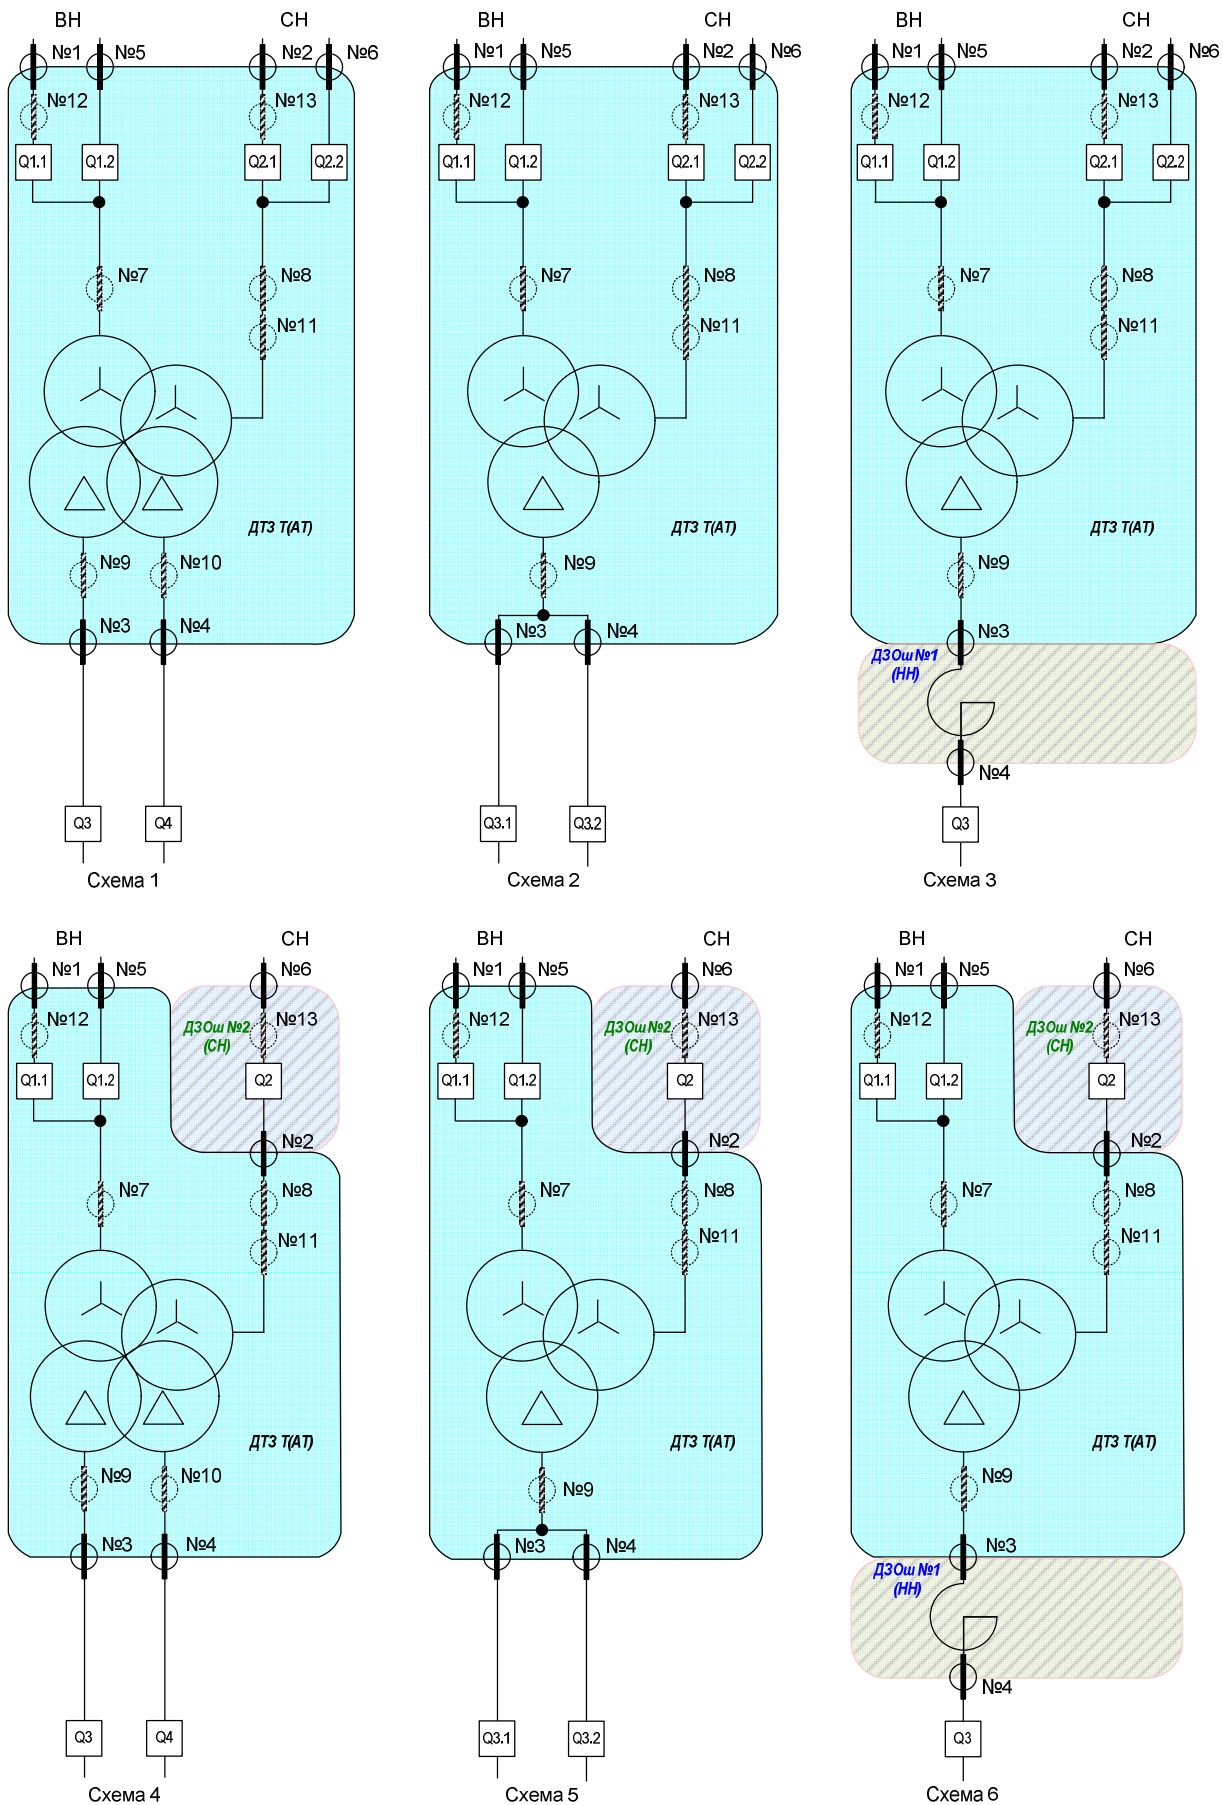 ВН СН ВН СН ВН СН
№1 №5 №2 №6 №1 №5 №2 №6 №1 №5 №2 №6
№12 №13 №12 №13 №12 №13
Q1.1 Q1.2 Q2.1 Q2.2 Q1.1 Q1.2 Q2.1 Q2.2 Q1.1 Q1.2 Q2.1 Q2.2
№7 №8 №7 №8 №7 №8
№11 №11 №11
ДТЗ Т(АТ) ДТЗ Т(АТ) ДТЗ Т(АТ)
№9 №10 №9 №9
№3 №4 №3 №4 №3
ДЗОш №1
(НН)
№4
Q3 Q4 Q3.1 Q3.2 Q3
Схема 1 Схема 2 Схема 3
ВН СН ВН СН ВН СН
№1 №5 №6 №1 №5 №6 №1 №5 №6
№12 №13 №12 №13 №12 №13
ДЗОш №2 ДЗОш №2 ДЗОш №2
(СН) (СН) (СН)
Q1.1 Q1.2 Q2 Q1.1 Q1.2 Q2 Q1.1 Q1.2 Q2
№2 №2 №2
№7 №8 №7 №8 №7 №8
№11 №11 №11
ДТЗ Т(АТ) ДТЗ Т(АТ) ДТЗ Т(АТ)
№9 №10 №9 №9
№3 №4 №3 №4 №3
ДЗОш №1
(НН)
№4
Q3 Q4 Q3.1 Q3.2 Q3
Схема 4 Схема 5 Схема 6